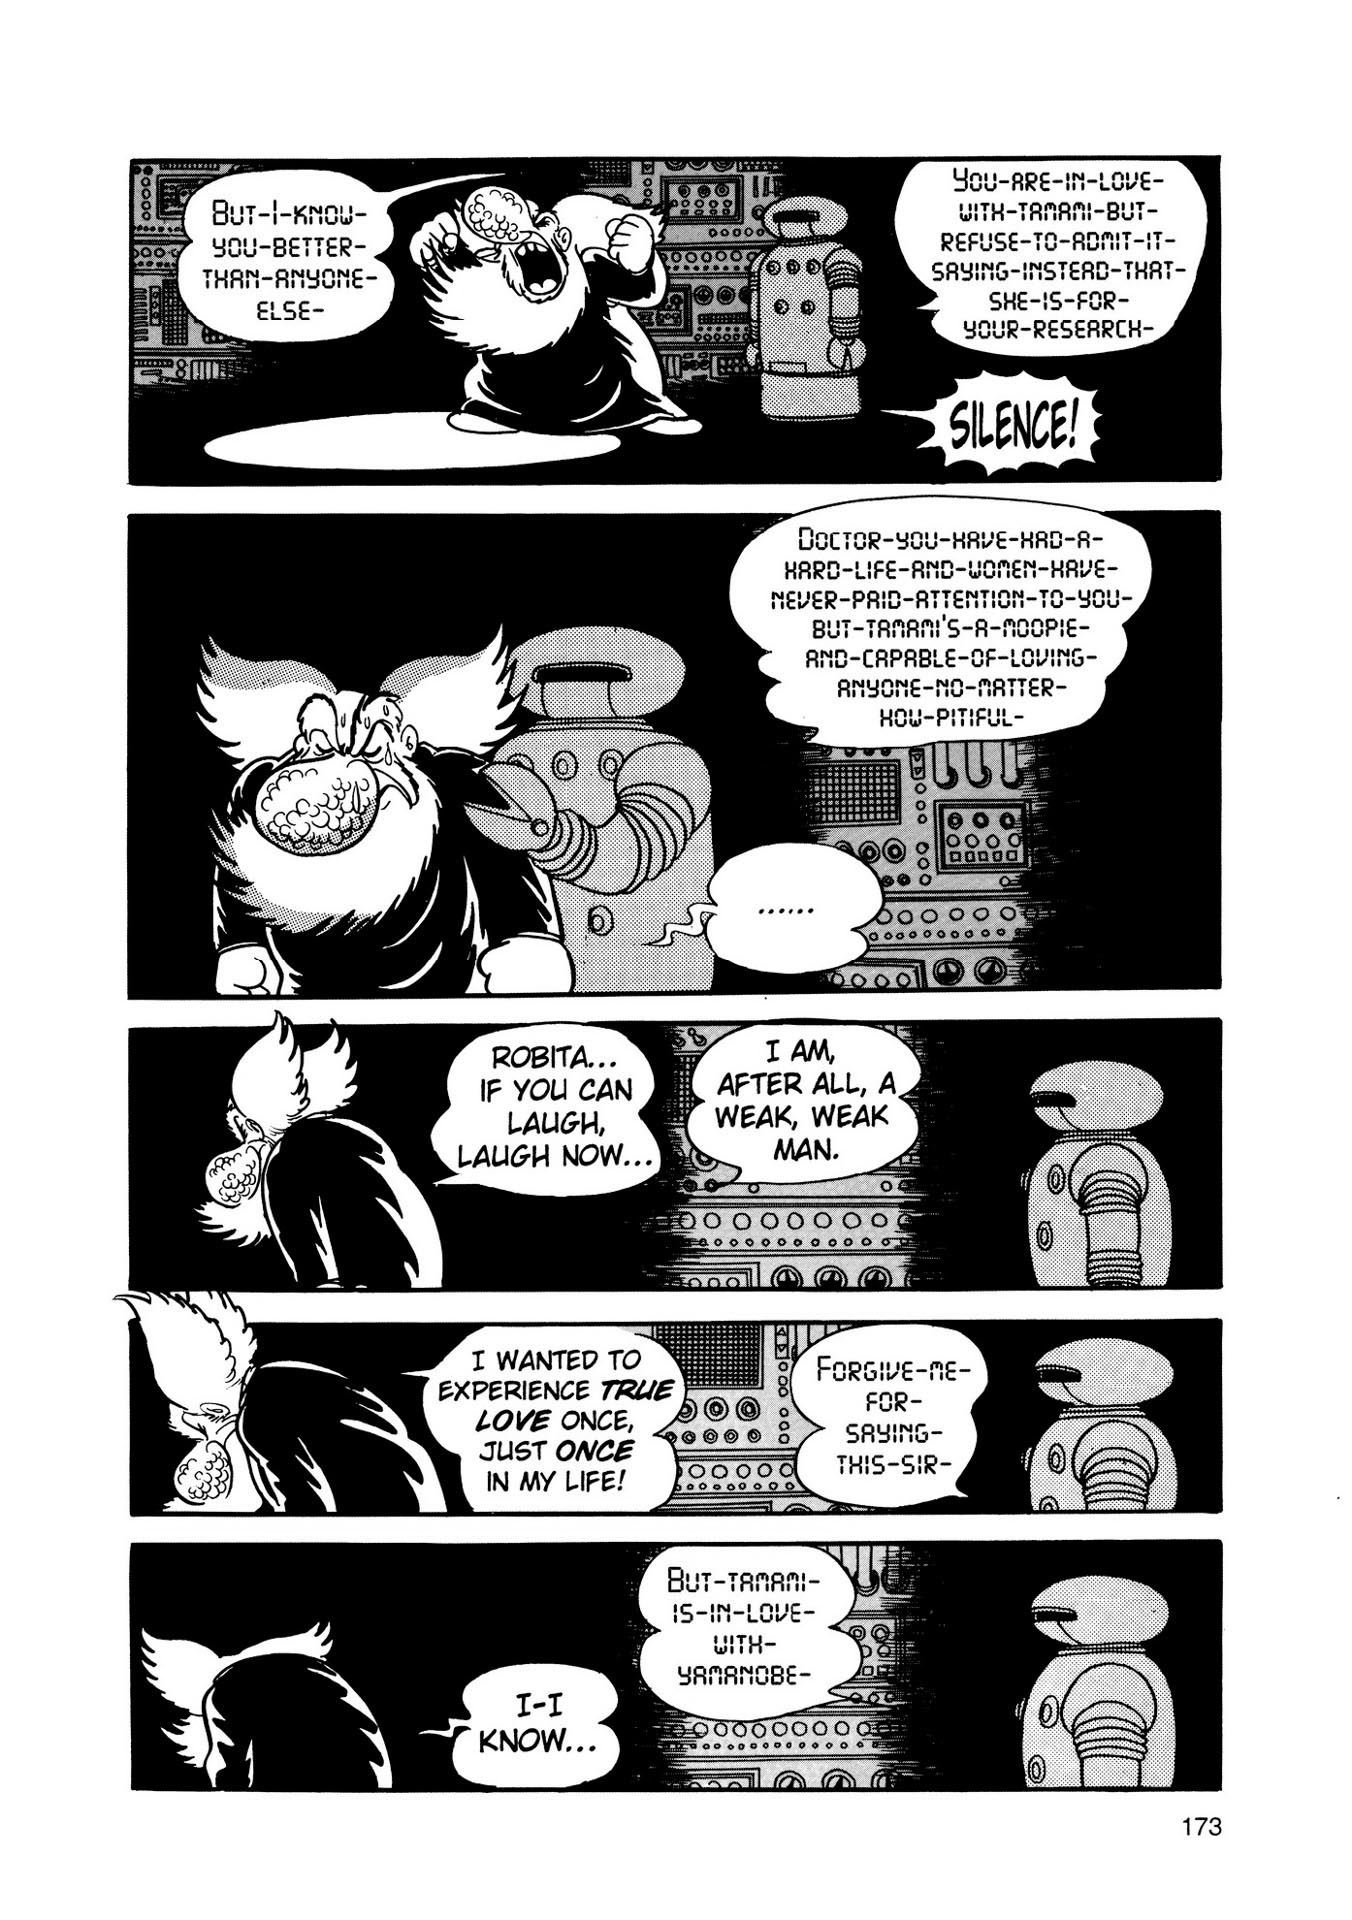 YOU-ARE-IN-LOVE-
WITH-TAMAMI-BUT-
REFUSE-TO-ADMIT-IT-
SAYING-INSTEAD-THAT-
SHE-IS-FOR-
YOUR-RESEARCH-
BUT-I-KNOW-
YOU-BETTER-
THAN-ANYONE-
ELSE-
SILENCE!
DOCTOR-YOU-HAVE-HAD-A-
HARD-LIFE-AND-WOMEN-HAVE-
NEVER-PAID-ATTENTION-TO-YOU-
BUT-TAMAMI'S-A-MOOPIE-
AND-CAPABLE-OF-LOVING-
ANYONE-NO-MATTER-
HOW-PITIFUL-
......
ROBITA...
IF YOU CAN
LAUGH,
LAUGH NOW...
I AM,
AFTER ALL, A
WEAK, WEAK
MAN.
I WANTED TO
EXPERIENCE TRUE
LOVE ONCE,
JUST ONCE
IN MY LIFE!
FORGIVE-ME-
FOR-
SAYING-
THIS-SIR-
BUT-TAMAMI-
IS-IN-LOVE-
WITH-
YAMANOBE-
I-I
KNOW...
173